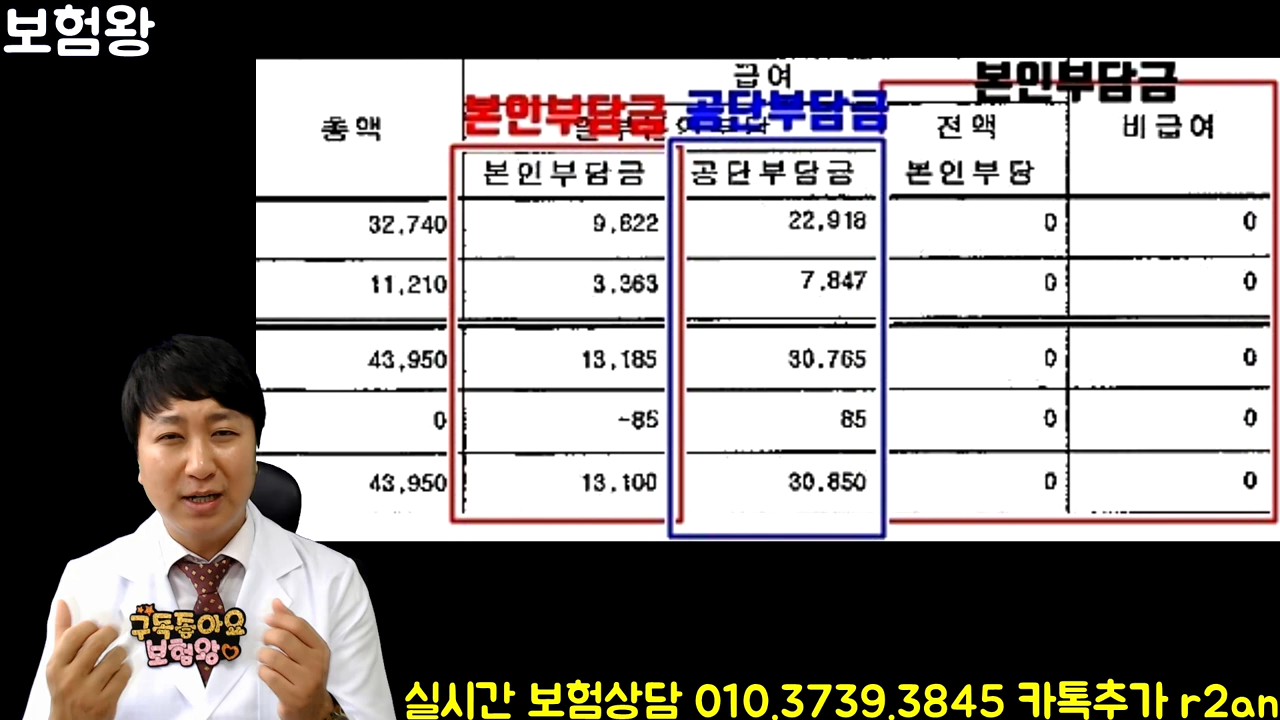 보험왕
급여
본인부담금
본인부담금 공단부담금
총액
전액
비급여
본인부담금 공단부담금 본인부당
32,740 9,822 22,918 0 0
11,210 3,363 7,847 0 0
43,950 13,185 30.765 0 0
0 -85 85 0 0
43,950 13,100 30.850 0 0
구독좋아요
보험왕
실시간 보험상담 010.3739.3845 카톡추가 r2an